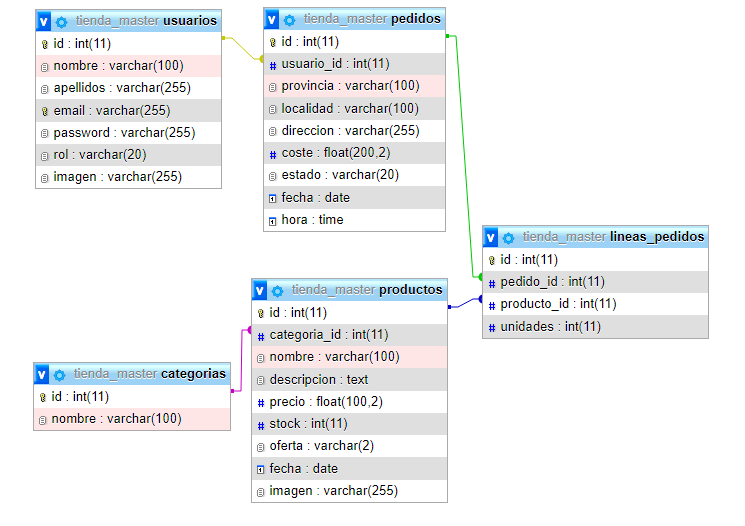 tienda_master usuarios
id : int(11)
nombre : varchar(100)
apellidos : varchar(255)
email : varchar(255)
password : varchar(255)
rol : varchar(20)
imagen : varchar(255)
tienda_master pedidos
id : int(11)
usuario_id : int(11)
provincia : varchar(100)
localidad : varchar(100)
direccion : varchar(255)
coste : float(200,2)
estado : varchar(20)
fecha : date
hora : time
tienda_master lineas_pedidos
id : int(11)
pedido_id : int(11)
producto_id : int(11)
unidades : int(11)
tienda_master productos
id : int(11)
categoria_id : int(11)
nombre : varchar(100)
descripcion : text
precio : float(100,2)
stock : int(11)
oferta : varchar(2)
fecha : date
imagen : varchar(255)
tienda_master categorias
id : int(11)
nombre : varchar(100)